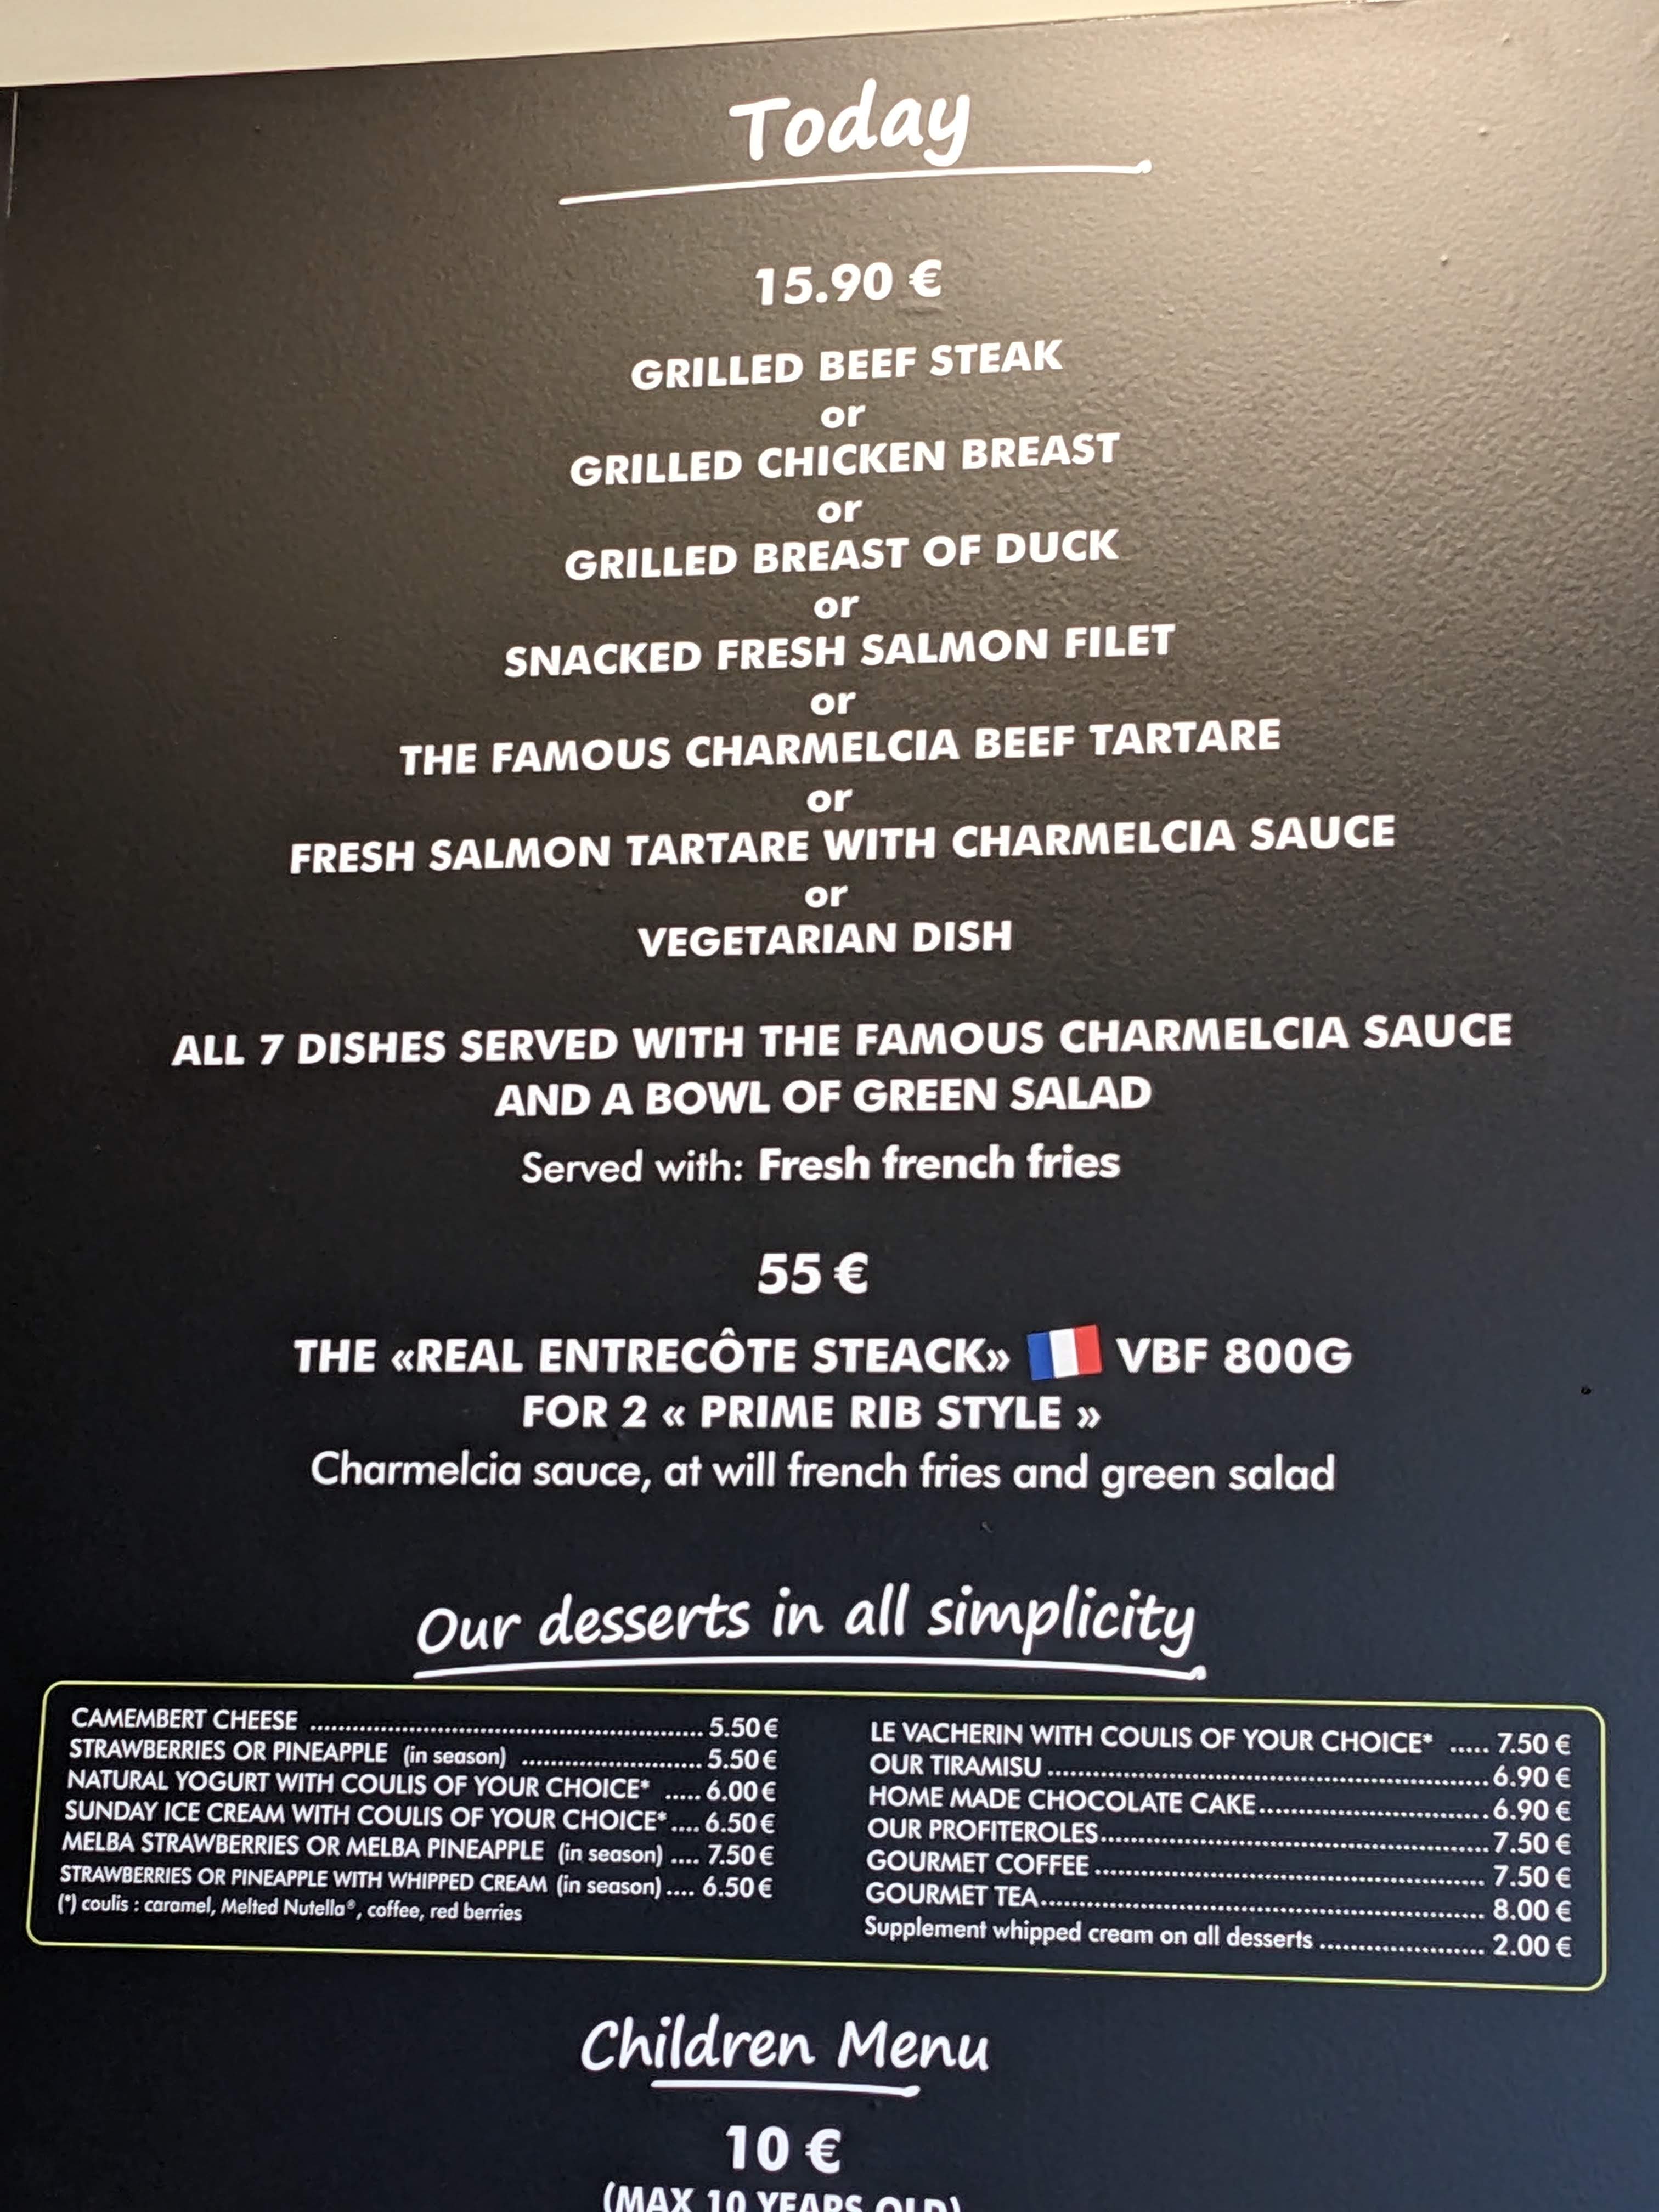 Today
15.90 €
GRILLED BEEF STEAK
or
GRILLED CHICKEN BREAST
or
GRILLED BREAST OF DUCK
or
SNACKED FRESH SALMON FILET
or
THE FAMOUS CHARMELCIA BEEF TARTARE
or
FRESH SALMON TARTARE WITH CHARMELCIA SAUCE
or
VEGETARIAN DISH
ALL 7 DISHES SERVED WITH THE FAMOUS CHARMELCIA SAUCE
AND A BOWL OF GREEN SALAD
Served with: Fresh french fries
55 €
THE «REAL ENTRECÔTE STEACK» VBF 800G
FOR 2 « PRIME RIB STYLE »
Charmelcia sauce, at will french fries and green salad
Our desserts in all simplicity
CAMEMBERT CHEESE ........ 5.50 €
STRAWBERRIES OR PINEAPPLE (in season) ........ 5.50 €
NATURAL YOGURT WITH COULIS OF YOUR CHOICE* ..... 6.00 €
SUNDAY ICE CREAM WITH COULIS OF YOUR CHOICE* .... 6.50 €
MELBA STRAWBERRIES OR MELBA PINEAPPLE (in season) .... 7.50 €
STRAWBERRIES OR PINEAPPLE WITH WHIPPED CREAM (in season) .... 6.50 €
(*) coulis : caramel, Melted Nutella®, coffee, red berries
LE VACHERIN WITH COULIS OF YOUR CHOICE* ..... 7.50 €
OUR TIRAMISU ........ 6.90 €
HOME MADE CHOCOLATE CAKE ........ 6.90 €
OUR PROFITEROLES ........ 7.50 €
GOURMET COFFEE ........ 7.50 €
GOURMET TEA ........ 8.00 €
Supplement whipped cream on all desserts ........ 2.00 €
Children Menu
10 €
(MAX 10 YEARS OLD)